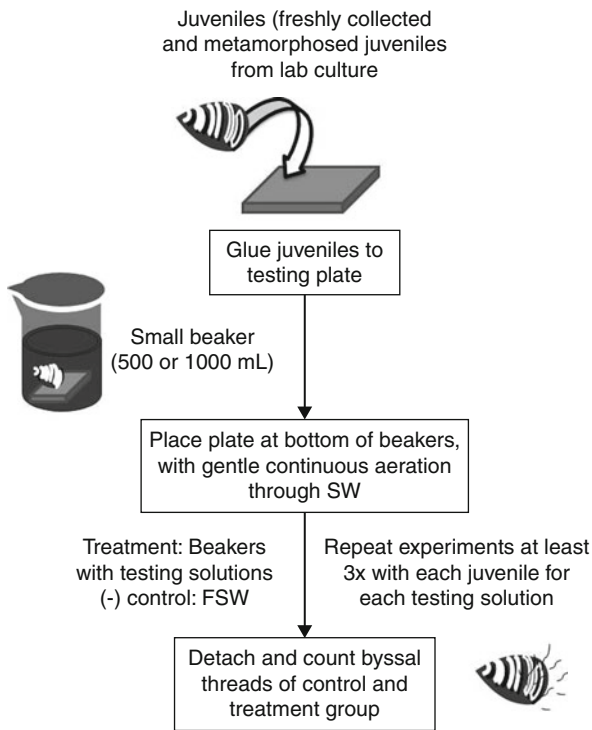 Juveniles (freshly collected
and metamorphosed juveniles
from lab culture
Glue juveniles to
testing plate
Small beaker
(500 or 1000 mL)
Place plate at bottom of beakers,
with gentle continuous aeration
through SW
Treatment: Beakers
with testing solutions
(-) control: FSW
Repeat experiments at least
3x with each juvenile for
each testing solution
Detach and count byssal
threads of control and
treatment group